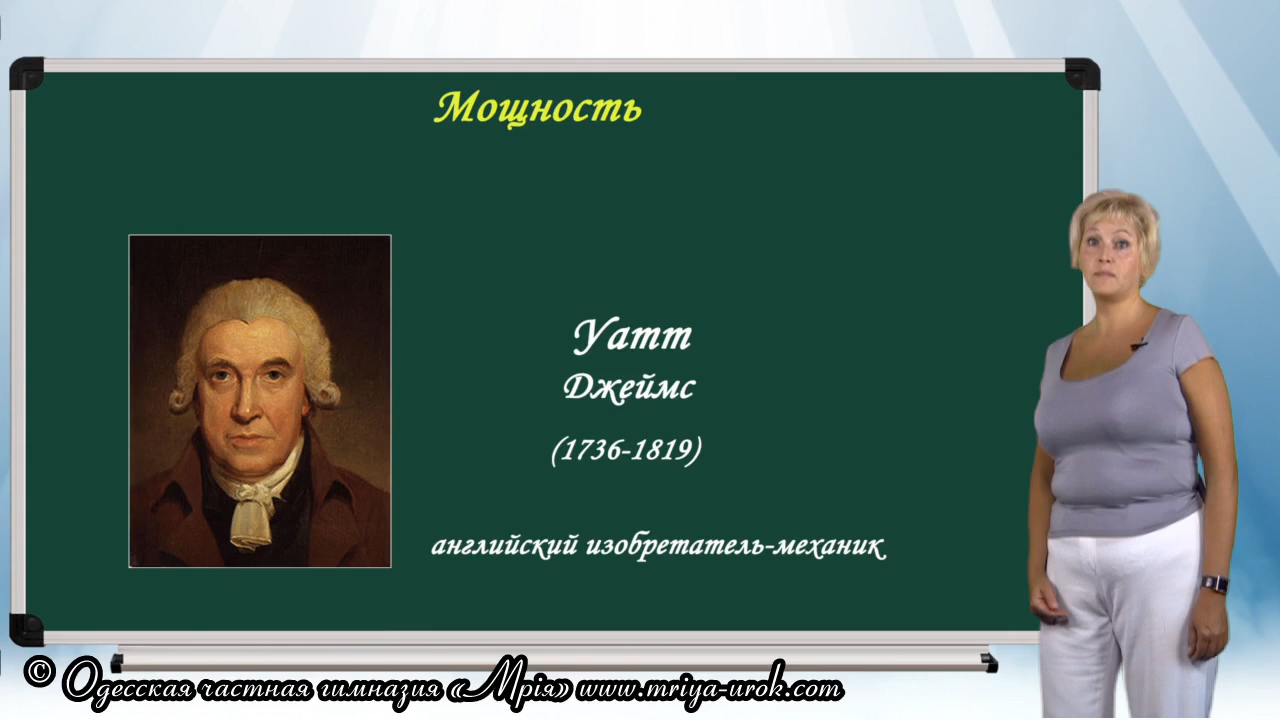 Мощность
Уатт
Джеймс
(1736-1819)
английский изобретатель-механик
© Одесская частная гимназия «Мрія» www.mriya-urok.com